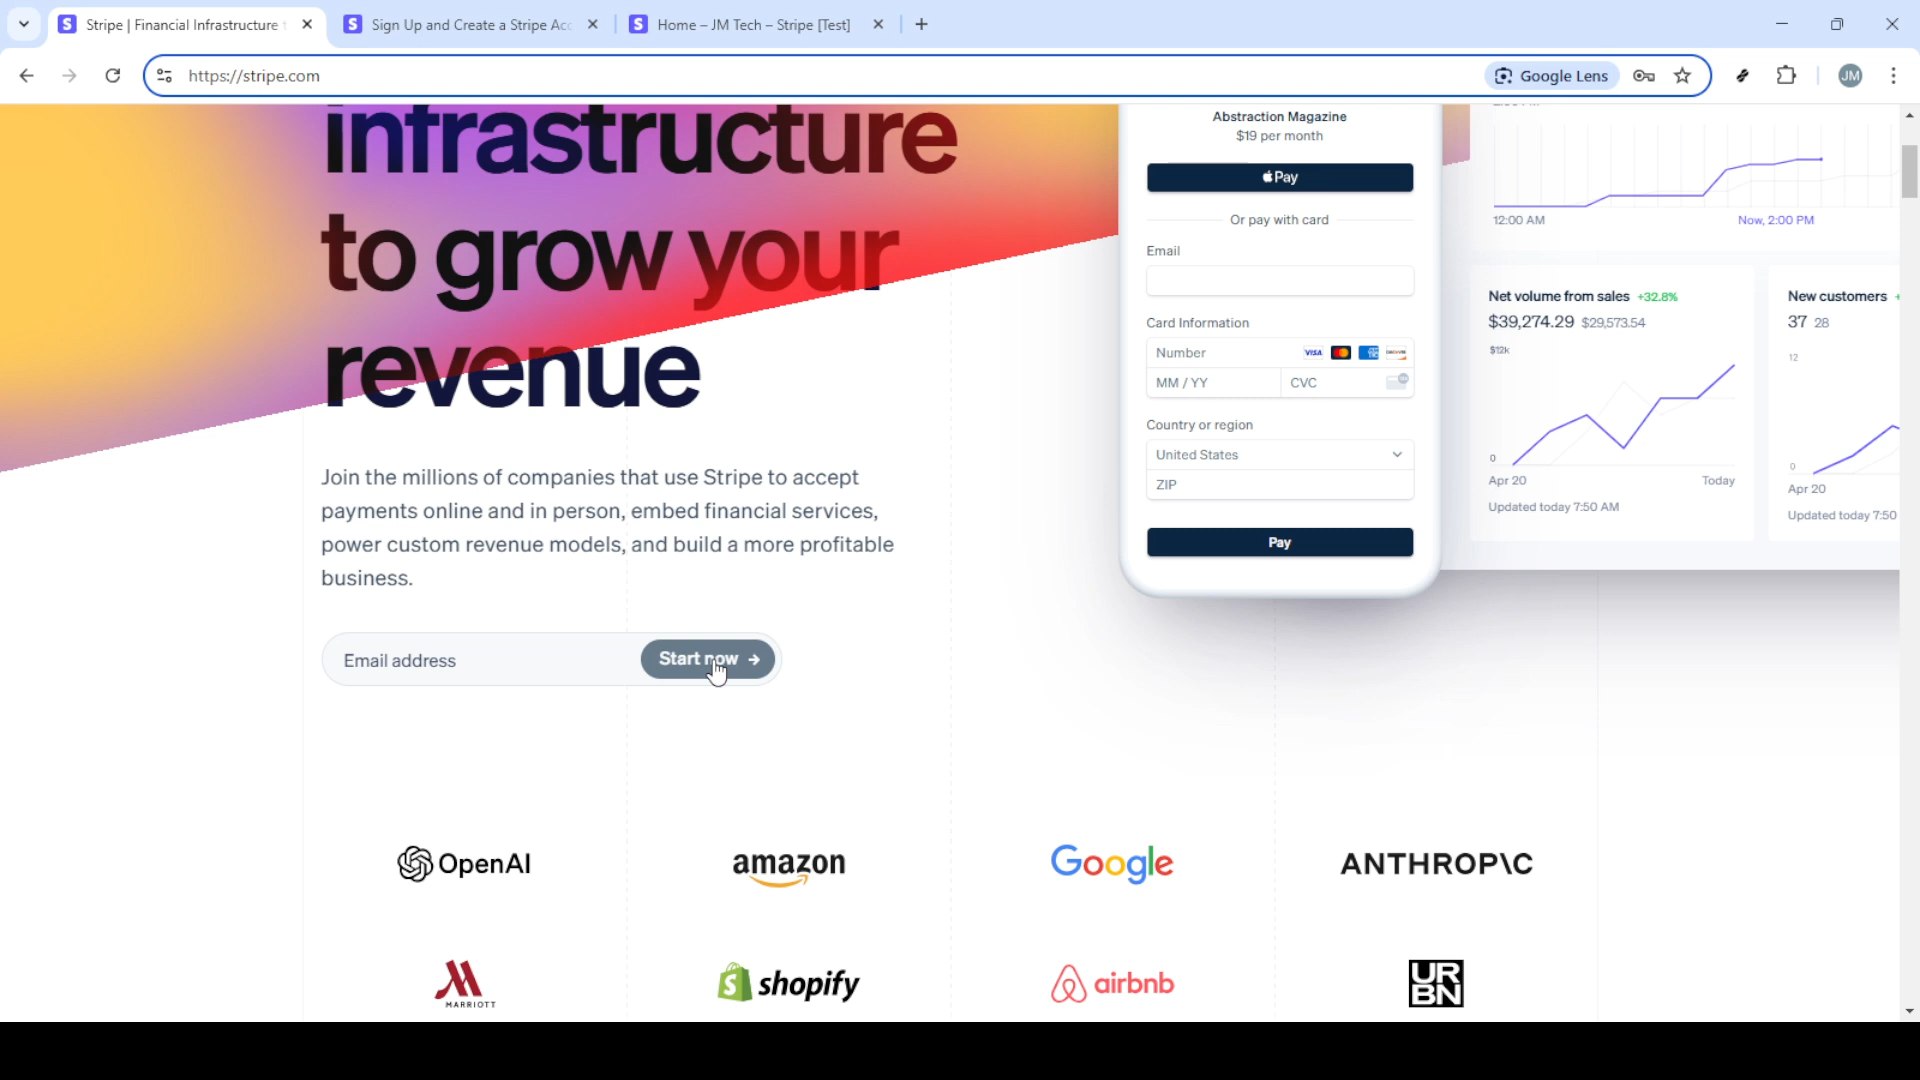 Stripe | Financial Infrastructure t
Sign Up and Create a Stripe Acc
Home – JM Tech – Stripe [Test]
https://stripe.com
Google Lens
JM
infrastructure
to grow your
revenue
Join the millions of companies that use Stripe to accept
payments online and in person, embed financial services,
power custom revenue models, and build a more profitable
business.
Email address
Start now →
Abstraction Magazine
$19 per month
Pay
Or pay with card
Email
Card Information
Number
VISA
MM / YY
CVC
Country or region
United States
ZIP
Pay
12:00 AM
Now, 2:00 PM
Net volume from sales +32.8%
$39,274.29 $29,573.54
$12k
0
Apr 20
Today
Updated today 7:50 AM
New customers +
37 28
12
0
Apr 20
Updated today 7:50
OpenAI
amazon
Google
ANTHROP\C
MARRIOTT
shopify
airbnb
URBN